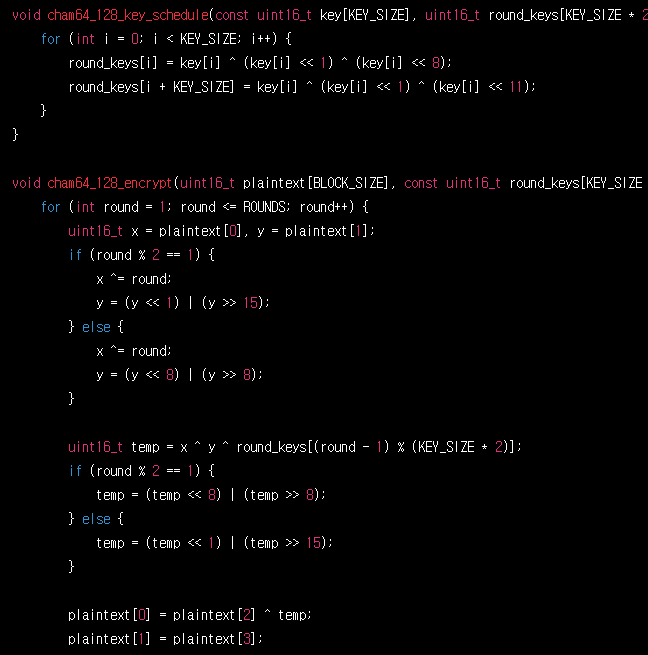 void cham64_128_key_schedule(const uint16_t key[KEY_SIZE], uint16_t round_keys[KEY_SIZE * 2
for (int i = 0; i < KEY_SIZE; i++) {
round_keys[i] = key[i] ^ (key[i] << 1) ^ (key[i] << 8);
round_keys[i + KEY_SIZE] = key[i] ^ (key[i] << 1) ^ (key[i] << 11);
}
}
void cham64_128_encrypt(uint16_t plaintext[BLOCK_SIZE], const uint16_t round_keys[KEY_SIZE
for (int round = 1; round <= ROUNDS; round++) {
uint16_t x = plaintext[0], y = plaintext[1];
if (round % 2 == 1) {
x ^= round;
y = (y << 1) | (y >> 15);
} else {
x ^= round;
y = (y << 8) | (y >> 8);
}
uint16_t temp = x ^ y ^ round_keys[(round - 1) % (KEY_SIZE * 2)];
if (round % 2 == 1) {
temp = (temp << 8) | (temp >> 8);
} else {
temp = (temp << 1) | (temp >> 15);
}
plaintext[0] = plaintext[2] ^ temp;
plaintext[1] = plaintext[3];